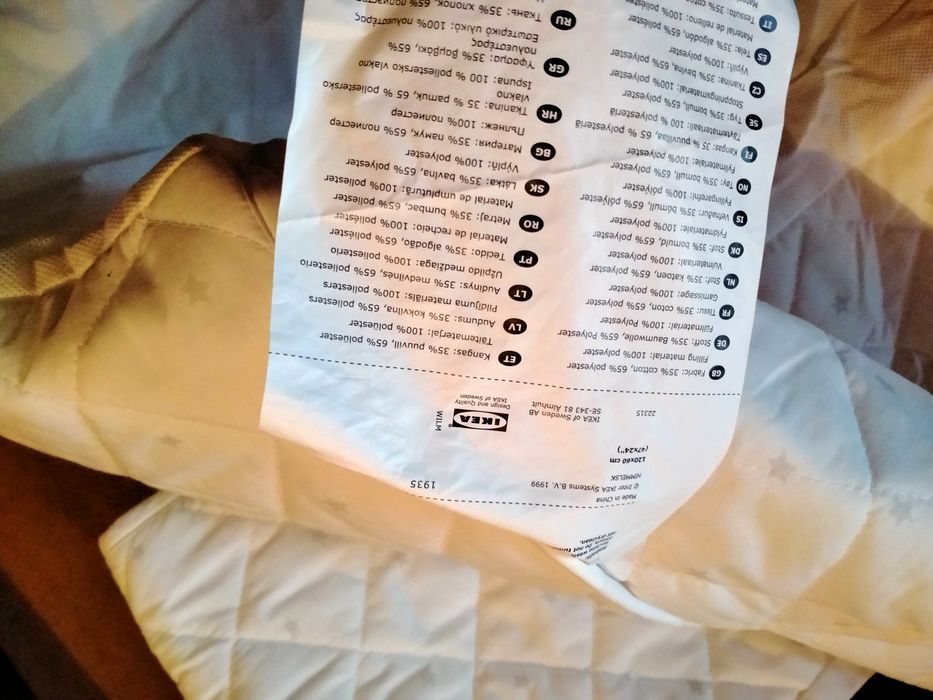 Made in China
© Inter IKEA Systems B.V. 1999
HIMMELSK
120x60 cm
(47x24")
1935
22315
IKEA of Sweden AB
SE-343 81 Älmhult
IKEA®
Design and Quality
IKEA of Sweden
WILM
GB Fabric: 35% cotton, 65% polyester
Filling material: 100% polyester
DE Stoff: 35% Baumwolle, 65% Polyester
Füllmaterial: 100% Polyester
FR Tissu: 35% coton, 65% polyester
Garnissage: 100% polyester
NL Stof: 35% katoen, 65% polyester
Vulmateriaal: 100% polyester
DK Stof: 35% bomuld, 65% polyester
Fyldmateriale: 100% polyester
IS Vefnaður: 35% bómull, 65% pólýester
Fyllingarefni: 100% pólýester
NO Tøy: 35% bomull, 65% polyester
Fyllmateriale: 100% polyester
FI Kangas: 35 % puuvillaa, 65 % polyesteriä
Täytemateriaali: 100 % polyesteriä
SE Tyg: 35% bomull, 65% polyester
Stoppningsmaterial: 100% polyester
CZ Tkanina: 35% bavlna, 65% polyester
Výplň: 100% polyester
ES Tela: 35% algodón, 65% poliéster
Material de relleno: 100% poliéster
IT
ET Kangas: 35% puuvill, 65% polüester
Täitematerjal: 100% polüester
LV Audums: 35% kokvilna, 65% poliesters
Pildījuma materiāls: 100% poliesters
LT Audinys: 35% medvilnės, 65% poliesterio
Užpildo medžiaga: 100% poliesterio
PT Tecido: 35% algodão, 65% poliéster
Material de recheio: 100% poliéster
RO Metraj: 35% bumbac, 65% poliester
Material de umplutură: 100% poliester
SK Látka: 35% bavlna, 65% polyester
Výplň: 100% polyester
BG Материя: 35% памук, 65% полиестер
Пълнеж: 100% полиестер
HR Tkanina: 35 % pamuk, 65 % poliestersko
vlakno
Ispuna: 100 % poliestersko vlakno
GR Ύφασμα: 35% βαμβάκι, 65%
πολυεστέρας
Εσωτερικό υλικό: 100% πολυεστέρας
RU Ткань: 35% хлопок, 65%